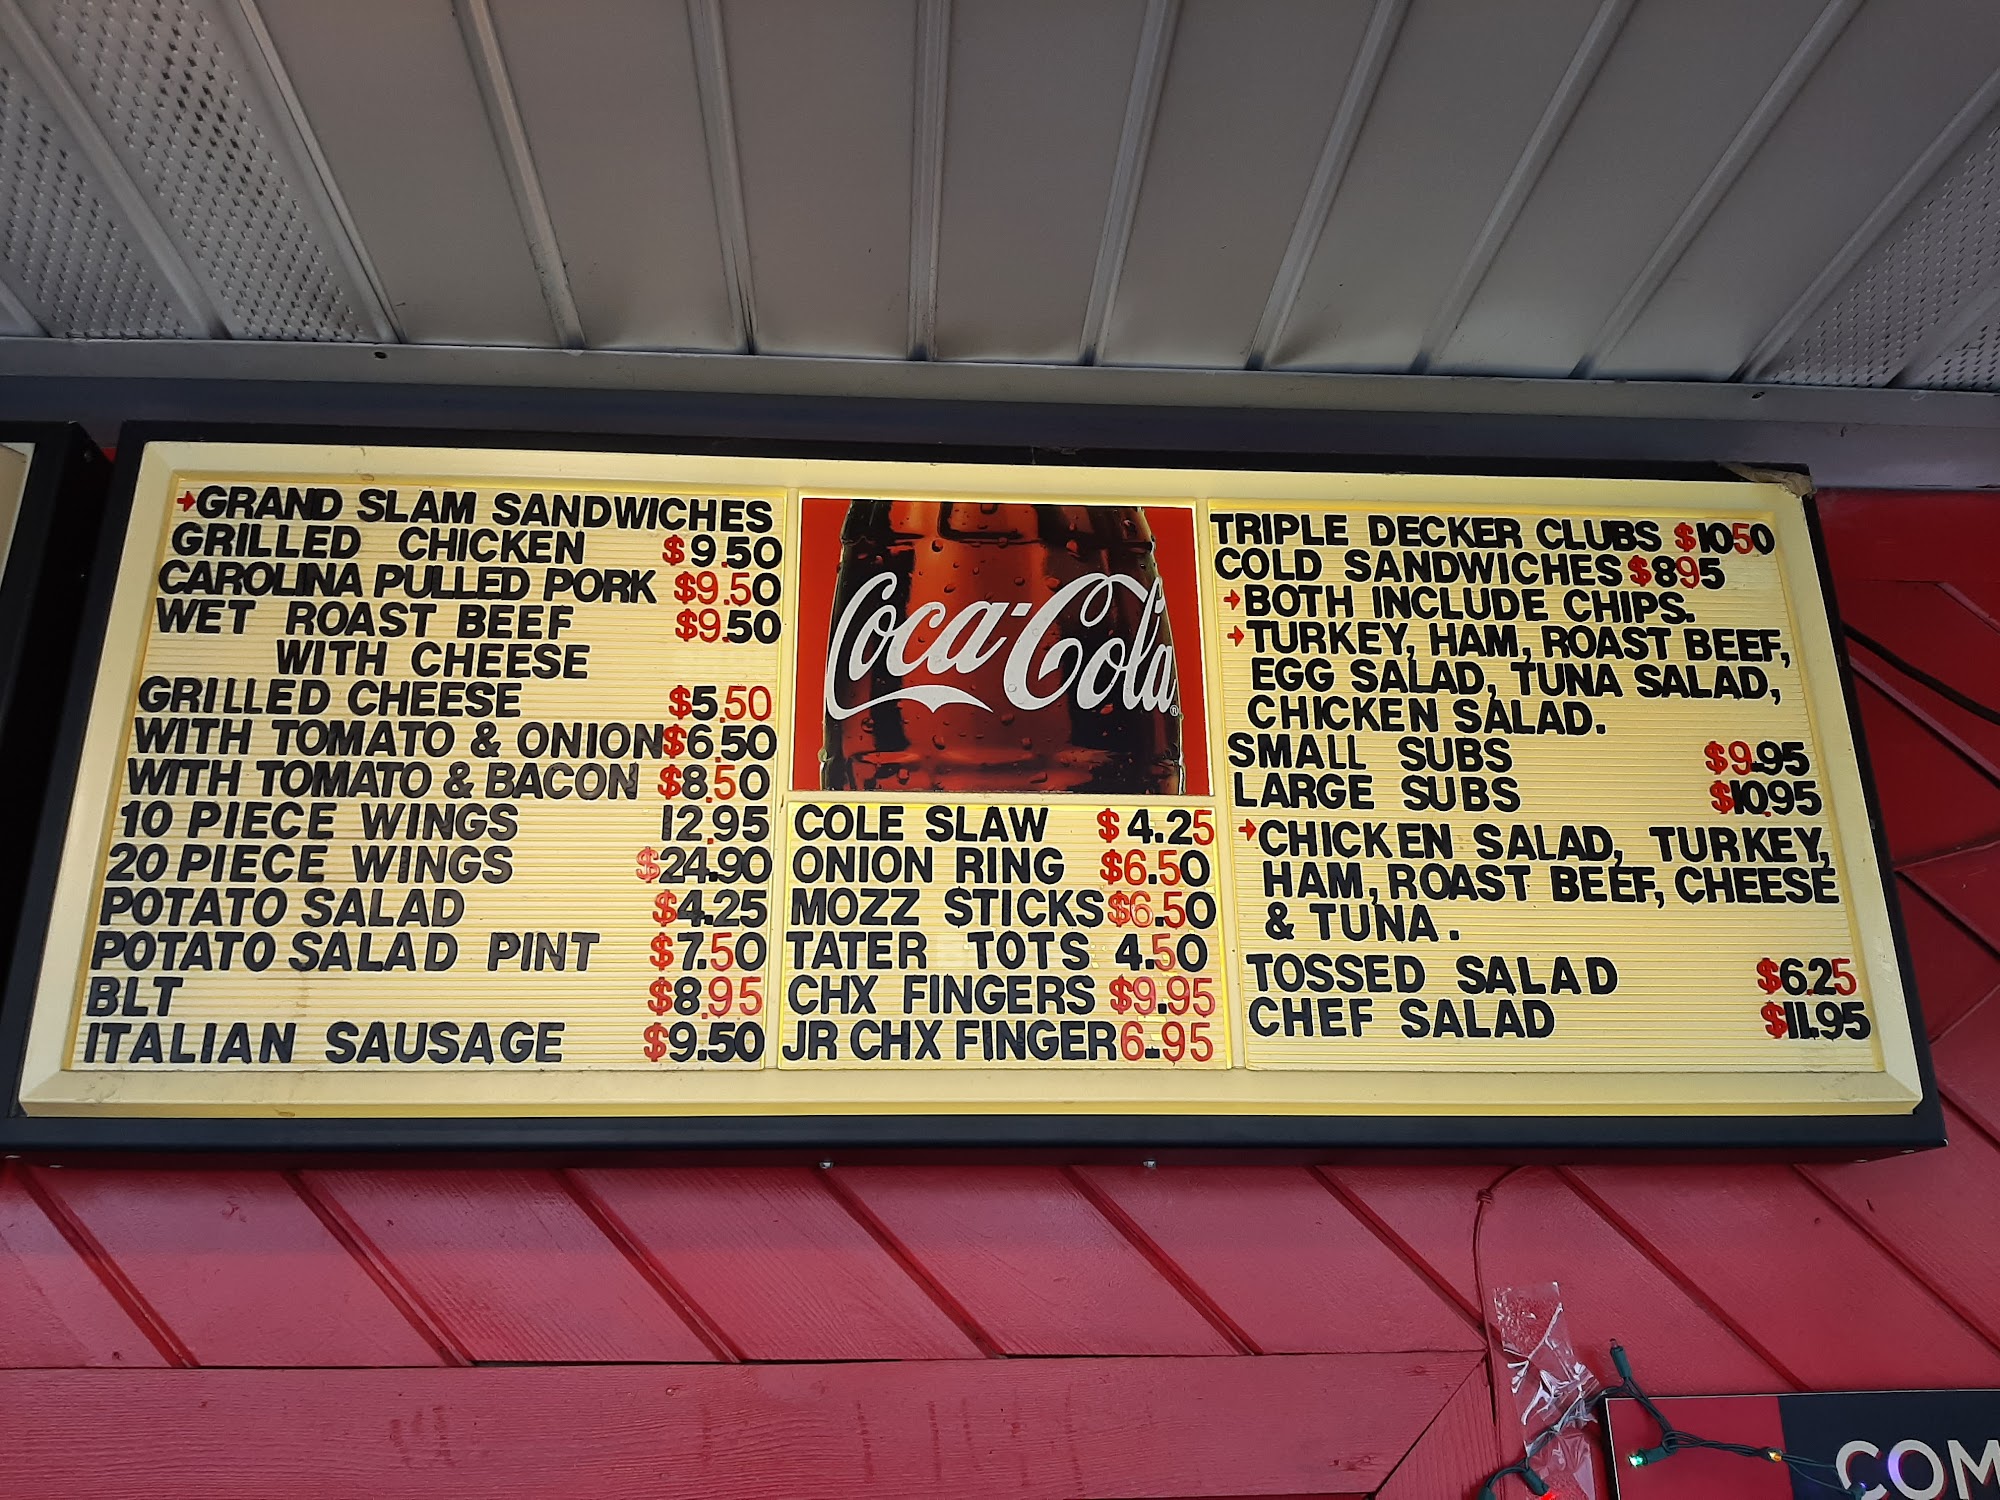 →GRAND SLAM SANDWICHES
GRILLED CHICKEN $9.50
CAROLINA PULLED PORK $9.50
WET ROAST BEEF $9.50
WITH CHEESE
GRILLED CHEESE $5.50
WITH TOMATO & ONION $6.50
WITH TOMATO & BACON $8.50
10 PIECE WINGS 12.95
20 PIECE WINGS $24.90
POTATO SALAD $4.25
POTATO SALAD PINT $7.50
BLT $8.95
ITALIAN SAUSAGE $9.50
Coca-Cola®
COLE SLAW $4.25
ONION RING $6.50
MOZZ STICKS $6.50
TATER TOTS 4.50
CHX FINGERS $9.95
JR CHX FINGER 6.95
TRIPLE DECKER CLUBS $1050
COLD SANDWICHES $895
→BOTH INCLUDE CHIPS.
→TURKEY, HAM, ROAST BEEF,
EGG SALAD, TUNA SALAD,
CHICKEN SALAD.
SMALL SUBS $9.95
LARGE SUBS $10.95
→CHICKEN SALAD, TURKEY,
HAM, ROAST BEEF, CHEESE
& TUNA.
TOSSED SALAD $6.25
CHEF SALAD $11.95
COM